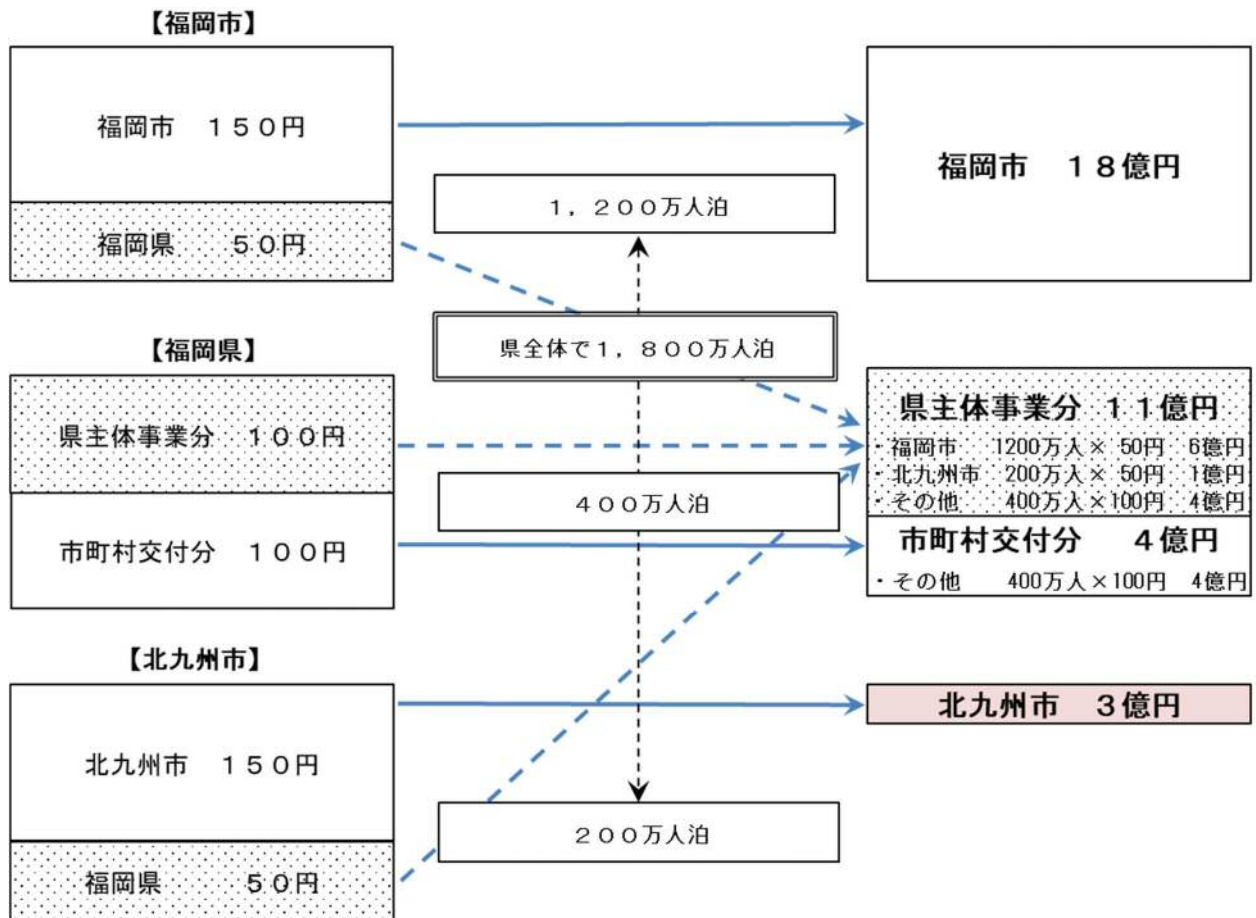 【福岡市】
福岡市　１５０円
福岡県　　５０円
１，２００万人泊
福岡市　１８億円
県全体で１，８００万人泊
【福岡県】
県主体事業分　１００円
市町村交付分　１００円
４００万人泊
県主体事業分　１１億円
・福岡市　　1200万人× 50円　6億円
・北九州市　200万人× 50円　1億円
・その他　　400万人×100円　4億円
市町村交付分　　４億円
・その他　　400万人×100円　4億円
【北九州市】
北九州市　１５０円
福岡県　　　５０円
２００万人泊
北九州市　３億円